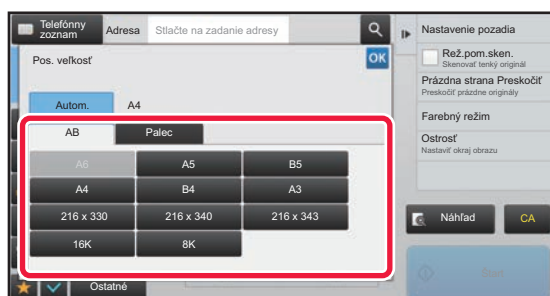 Telefónny zoznam
Adresa
Stlačte na zadanie adresy
Pos. veľkosť
OK
Autom.
A4
AB
Palec
A6
A5
B5
A4
B4
A3
216 x 330
216 x 340
216 x 343
16K
8K
Ostatné
Nastavenie pozadia
Rež.pom.sken.
Skenovať tenký originál
Prázdna strana Preskočiť
Preskočiť prázdne originály
Farebný režim
Ostrosť
Nastaviť okraj obrazu
Náhľad
CA
Štart